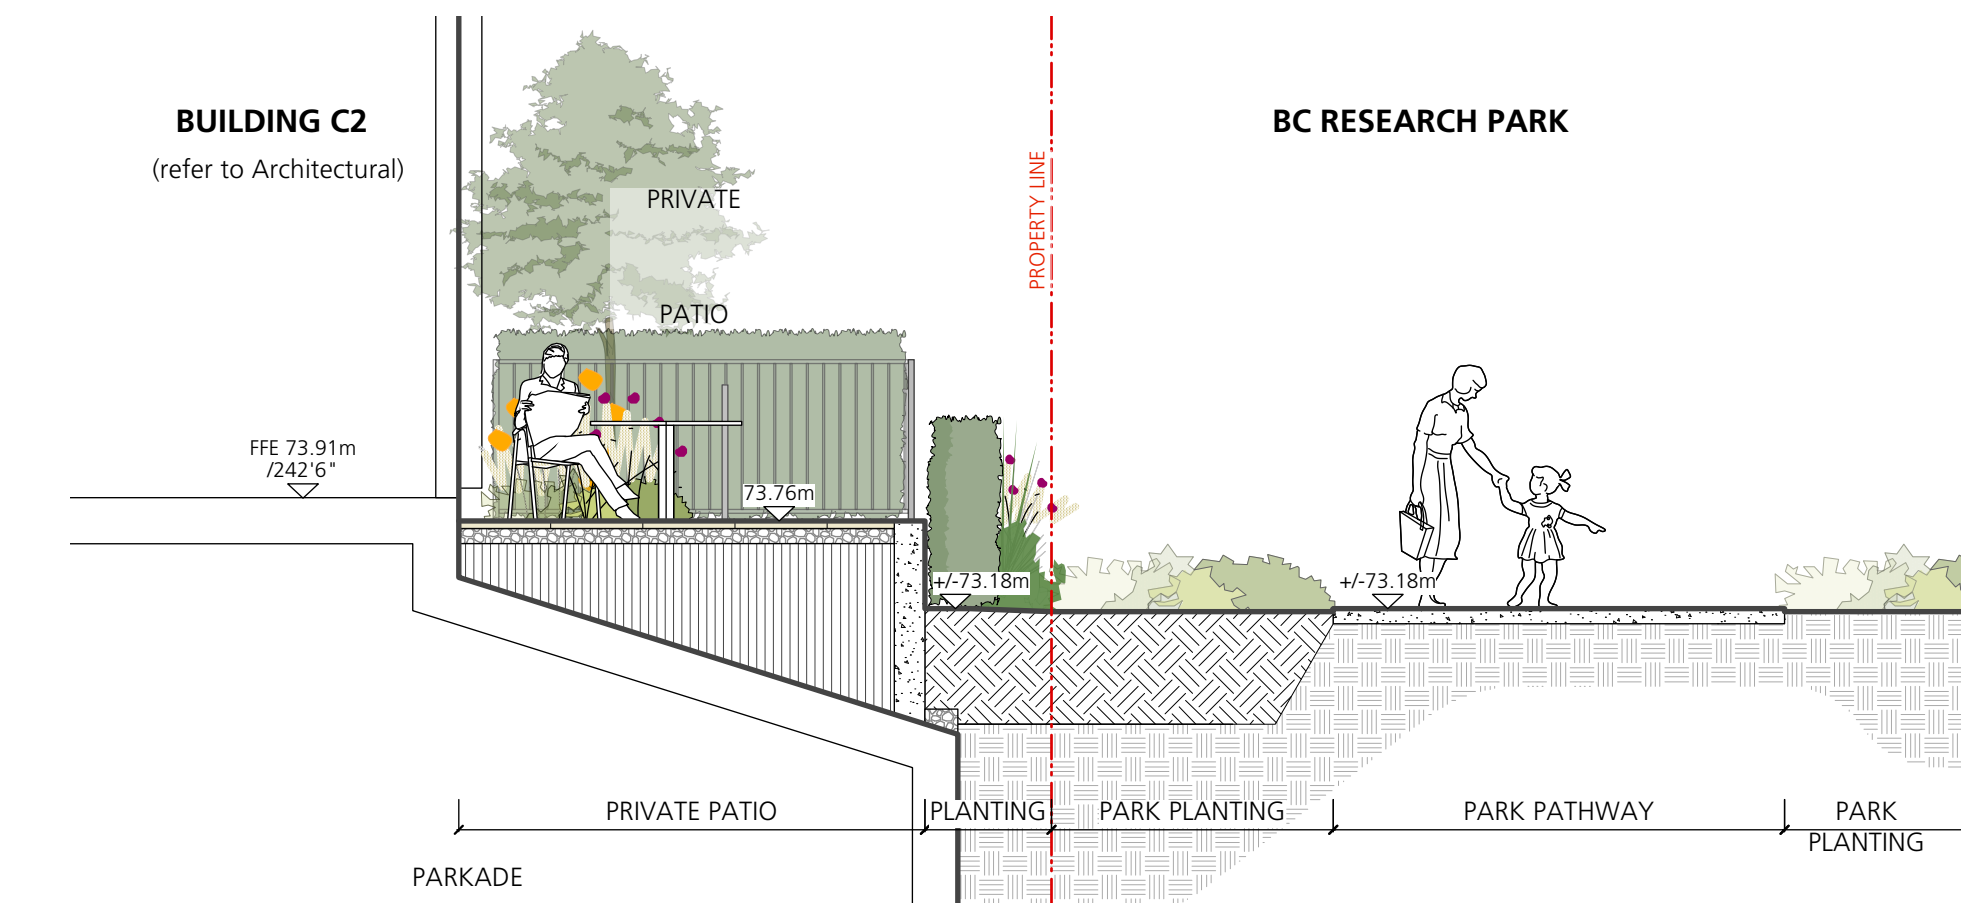 BUILDING C2
(refer to Architectural)
BC RESEARCH PARK
PROPERTY LINE
PRIVATE
PATIO
FFE 73.91m
/242'6"
73.76m
+/-73.18m
+/-73.18m
PRIVATE PATIO
PLANTING
PARK PLANTING
PARK PATHWAY
PARK
PLANTING
PARKADE